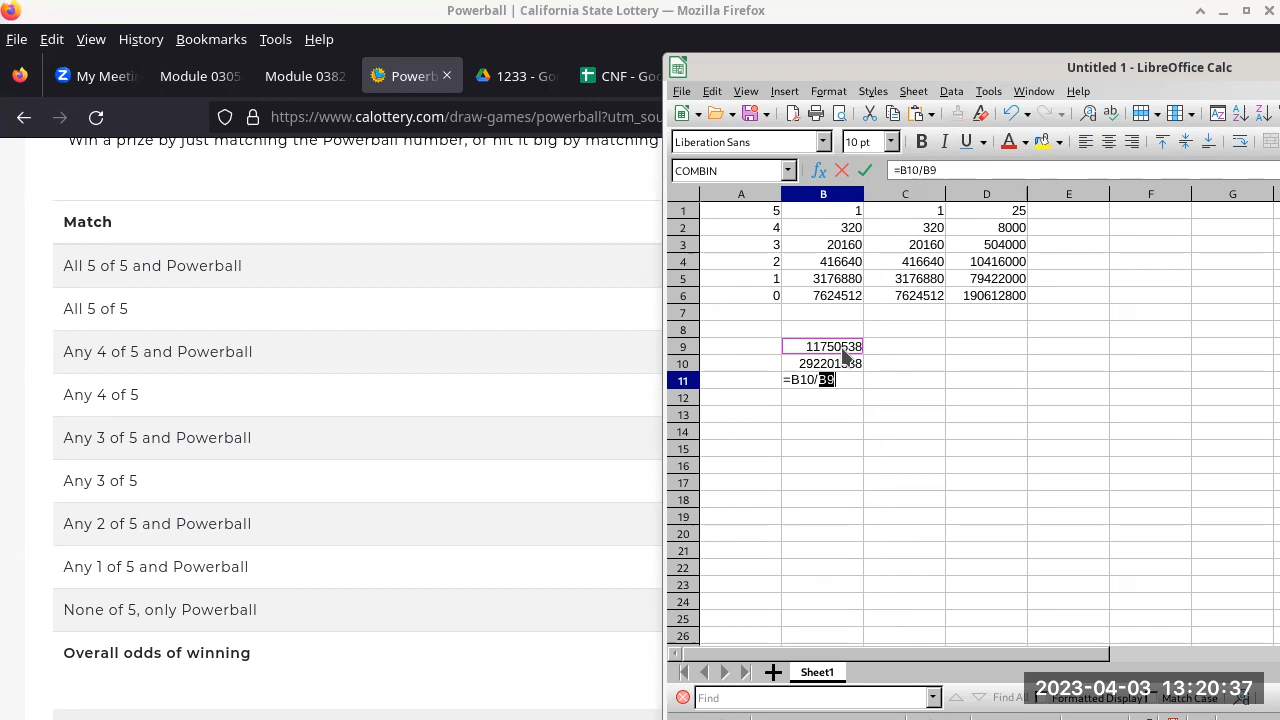 Powerball | California State Lottery — Mozilla Firefox
File Edit View History Bookmarks Tools Help
My Meeti Module 0305 Module 0382 Powerb × 1233 - Go CNF - Goo
https://www.calottery.com/draw-games/powerball?utm_sou
Win a prize by just matching the Powerball number, or hit it big by matching
Match
All 5 of 5 and Powerball
All 5 of 5
Any 4 of 5 and Powerball
Any 4 of 5
Any 3 of 5 and Powerball
Any 3 of 5
Any 2 of 5 and Powerball
Any 1 of 5 and Powerball
None of 5, only Powerball
Overall odds of winning
Untitled 1 - LibreOffice Calc
File Edit View Insert Format Styles Sheet Data Tools Window Help
Liberation Sans 10 pt
COMBIN =B10/B9
A B C D E F G
1 5 1 1 25
2 4 320 320 8000
3 3 20160 20160 504000
4 2 416640 416640 10416000
5 1 3176880 3176880 79422000
6 0 7624512 7624512 190612800
7
8
9 11750538
10 292201338
11 =B10/B9
12
13
14
15
16
17
18
19
20
21
22
23
24
25
26
Sheet1
Find Find All Formatted Display Match Case
2023-04-03 13:20:37